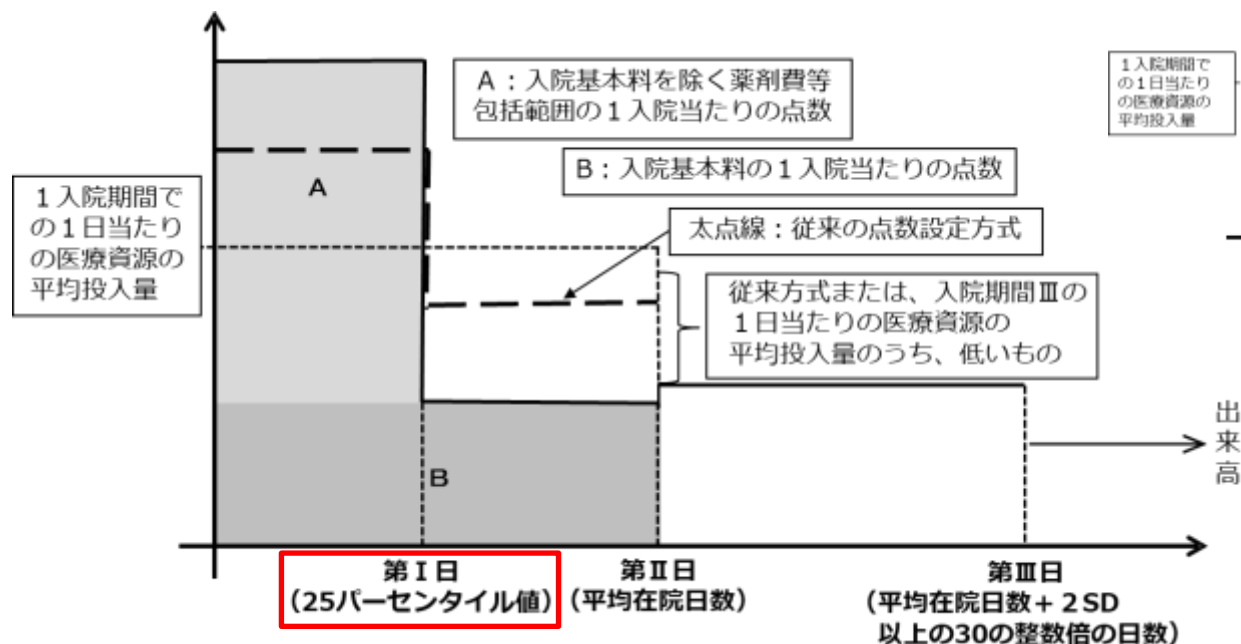 A：入院基本料を除く薬剤費等
包括範囲の１入院当たりの点数
１入院期間で
の１日当たり
の医療資源の
平均投入量
B：入院基本料の１入院当たりの点数
A
１入院期間で
の１日当たり
の医療資源の
平均投入量
太点線：従来の点数設定方式
従来方式または、入院期間Ⅲの
１日当たりの医療資源の
平均投入量のうち、低いもの
出
来
高
B
第Ⅰ日
（25パーセンタイル値）
第Ⅱ日
（平均在院日数）
第Ⅲ日
（平均在院日数＋２SD
以上の30の整数倍の日数）